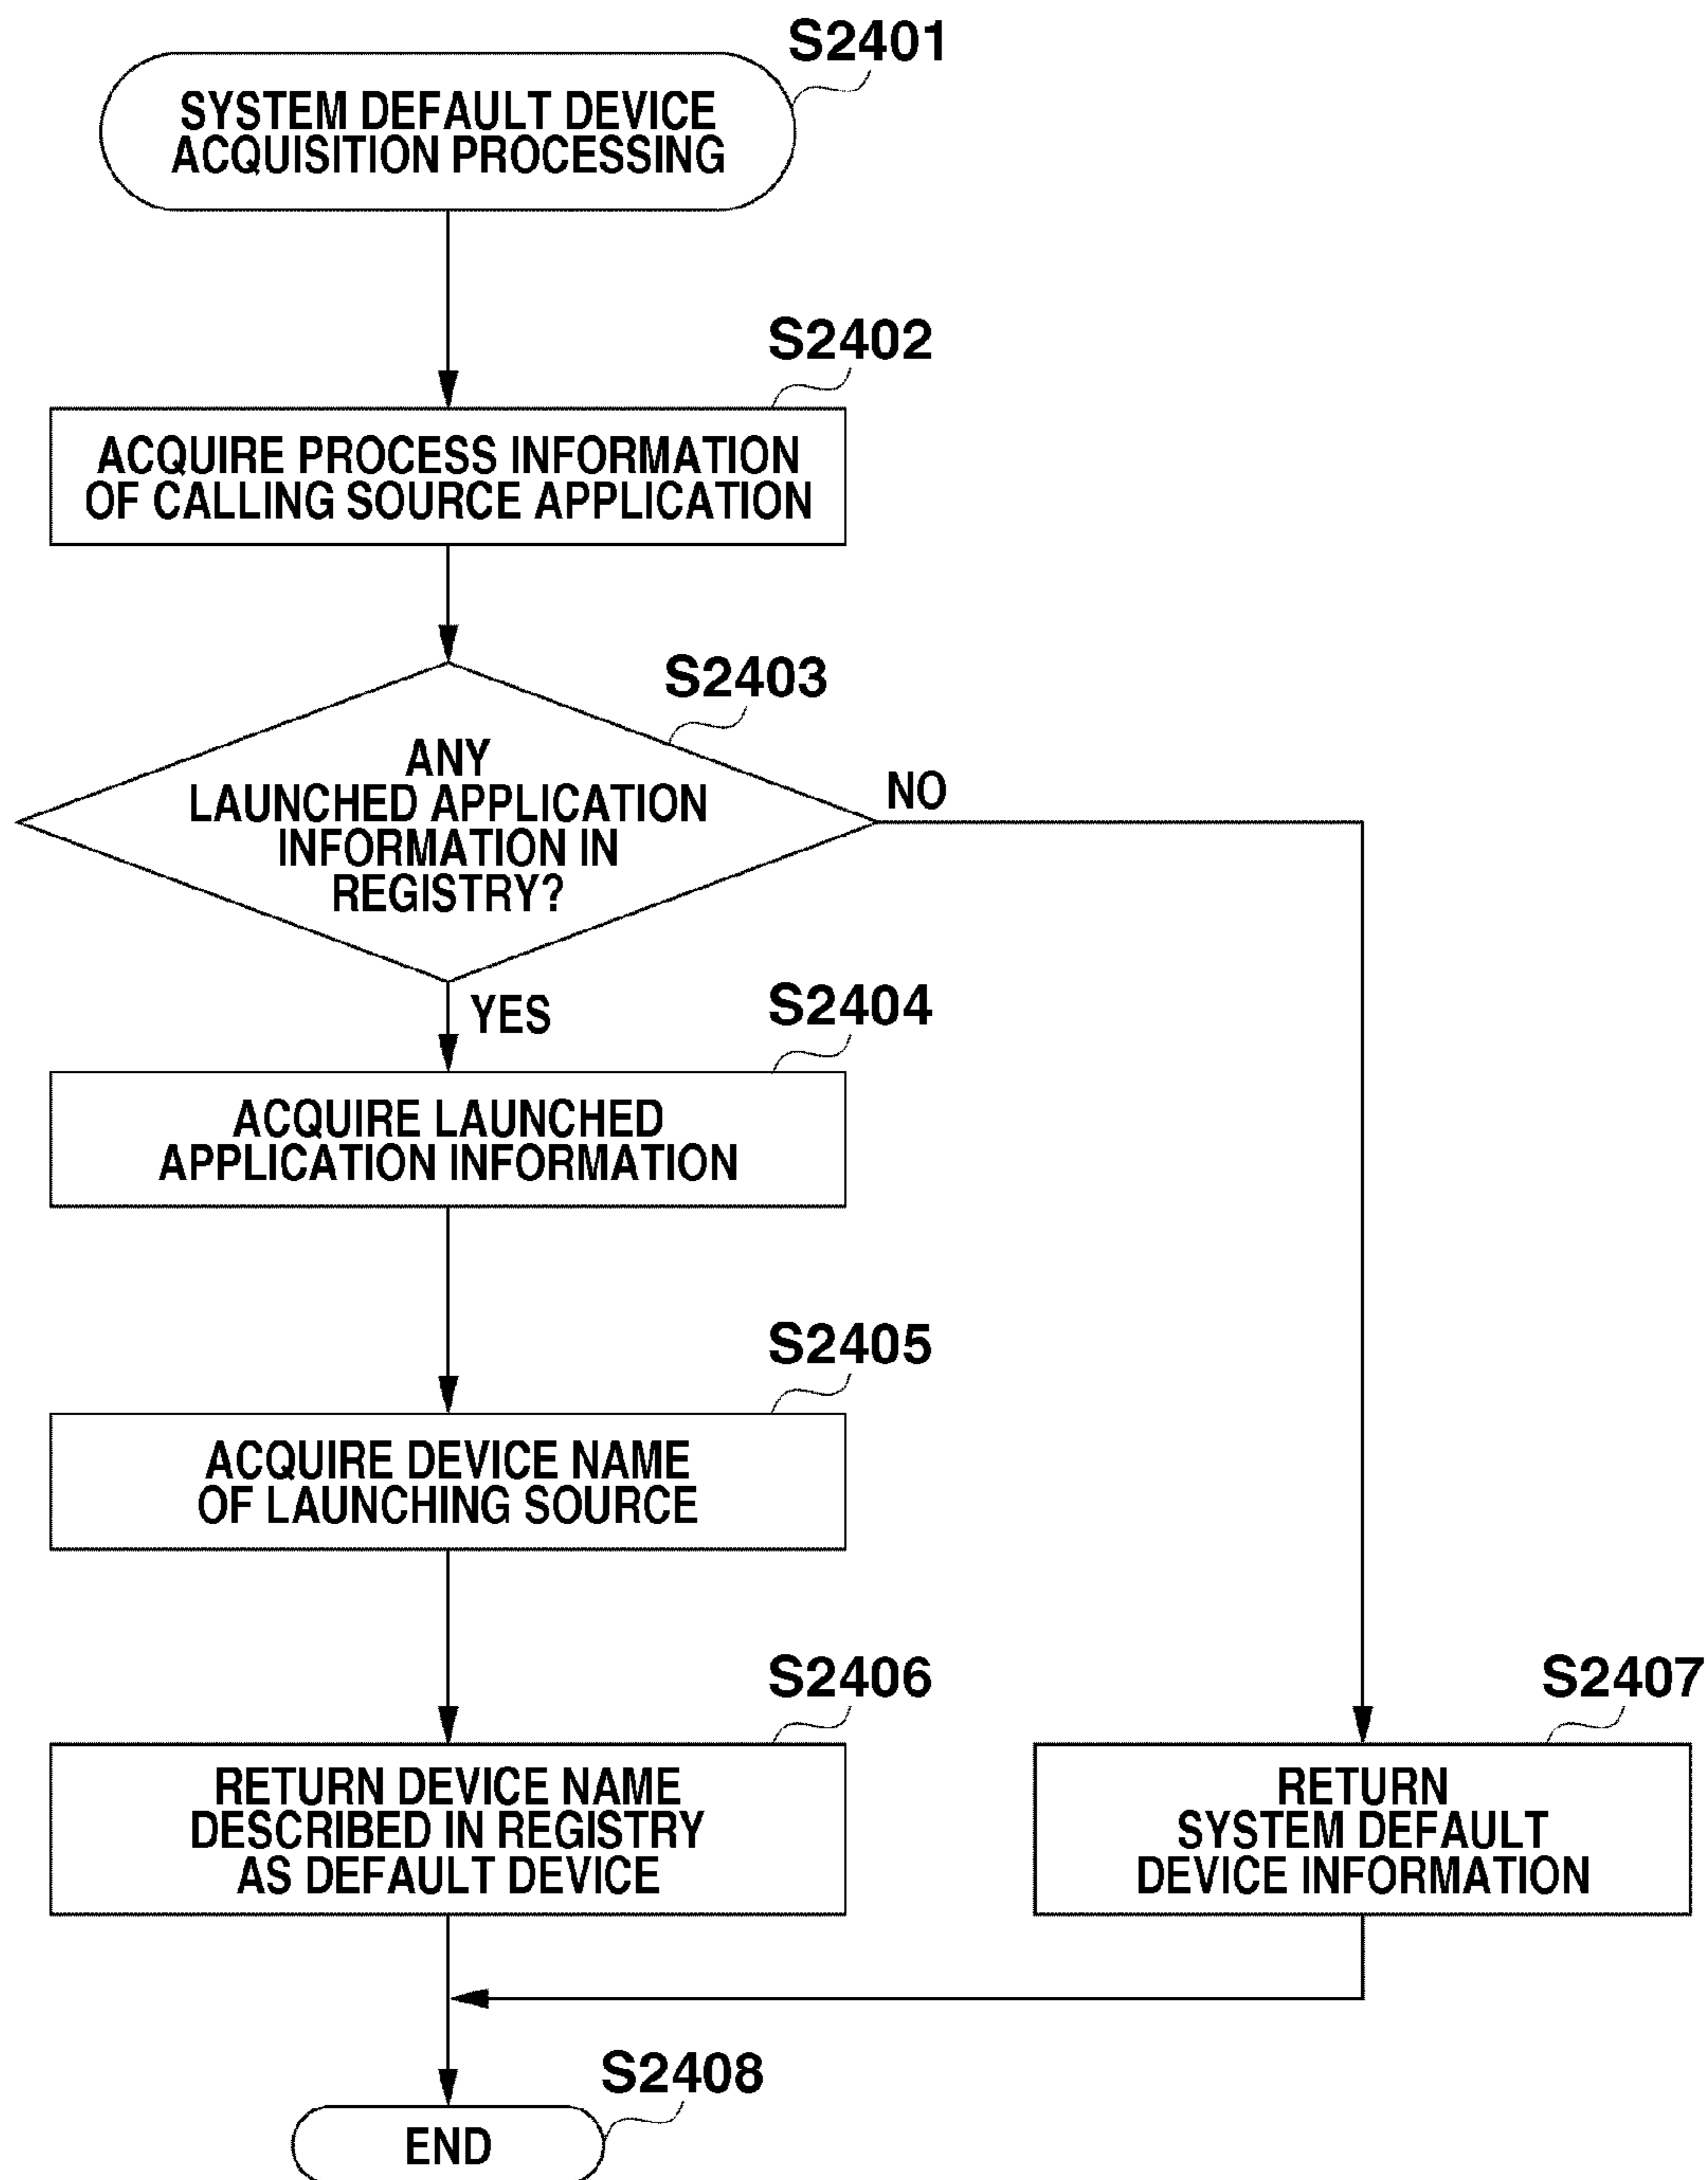 S2401
SYSTEM DEFAULT DEVICE
ACQUISITION PROCESSING
S2402
ACQUIRE PROCESS INFORMATION
OF CALLING SOURCE APPLICATION
S2403
ANY
LAUNCHED APPLICATION
INFORMATION IN
REGISTRY?
NO
YES
S2404
ACQUIRE LAUNCHED
APPLICATION INFORMATION
S2405
ACQUIRE DEVICE NAME
OF LAUNCHING SOURCE
S2406
RETURN DEVICE NAME
DESCRIBED IN REGISTRY
AS DEFAULT DEVICE
S2407
RETURN
SYSTEM DEFAULT
DEVICE INFORMATION
S2408
END